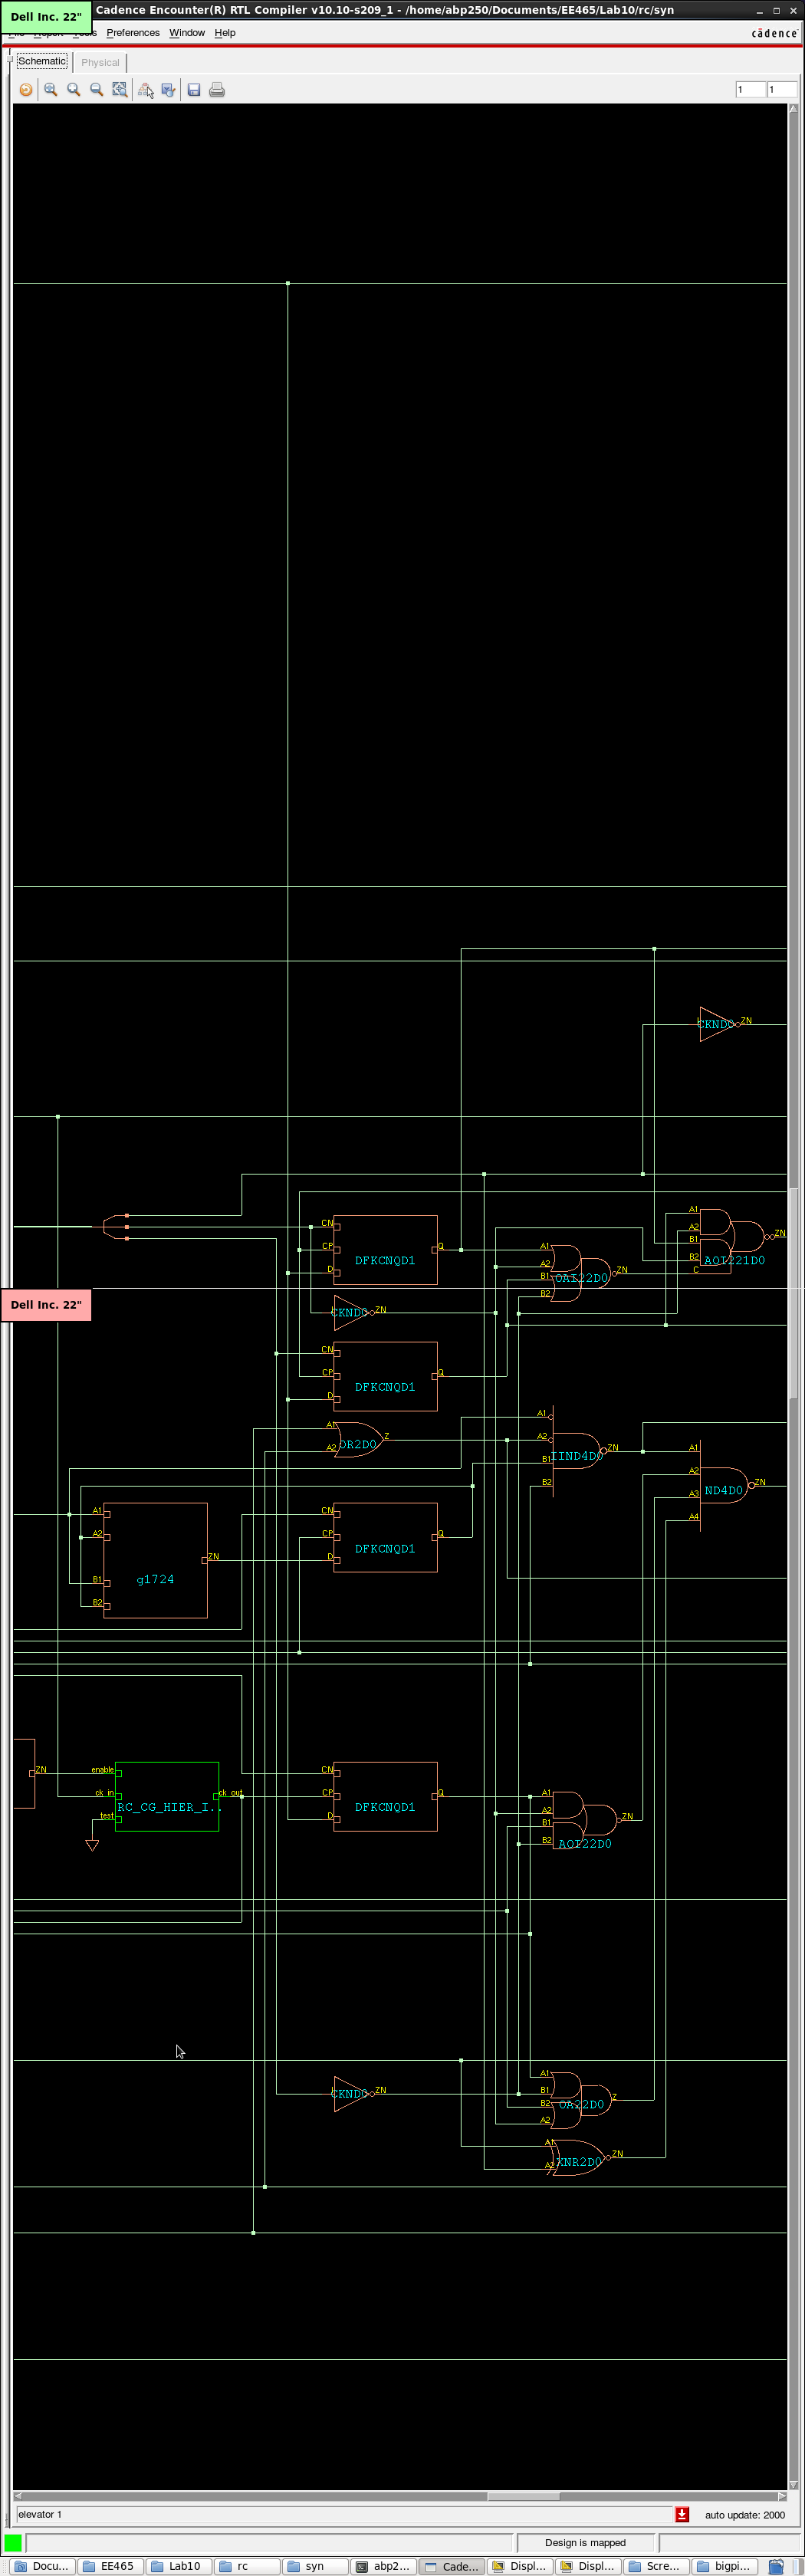 Dell Inc. 22"
Cadence Encounter(R) RTL Compiler v10.10-s209_1 - /home/abp250/Documents/EE465/Lab10/rc/syn
Preferences Window Help
cādence
Schematic Physical
1 1
CKND0 ZN
CN
CP
D
Q
DFKCNQD1
A1
A2
B1
B2
ZN
OAI22D0
A1
A2
B1
B2
C
ZN
AOI221D0
Dell Inc. 22"
CKND0 ZN
CN
CP
D
Q
DFKCNQD1
A1
A2
Z
OR2D0
A1
A2
B1
B2
ZN
IIND4D0
A1
A2
A3
A4
ZN
ND4D0
A1
A2
B1
B2
ZN
g1724
CN
CP
D
Q
DFKCNQD1
ZN
enable
ck_in
test
ck_out
RC_CG_HIER_I..
CN
CP
D
Q
DFKCNQD1
A1
A2
B1
B2
ZN
AOI22D0
CKND0 ZN
A1
B1
B2
A2
Z
OA22D0
A1
A2
ZN
XNR2D0
elevator 1
auto update: 2000
Design is mapped
Docu... EE465 Lab10 rc syn abp2... Cade... Displ... Displ... Scre... bigpi...